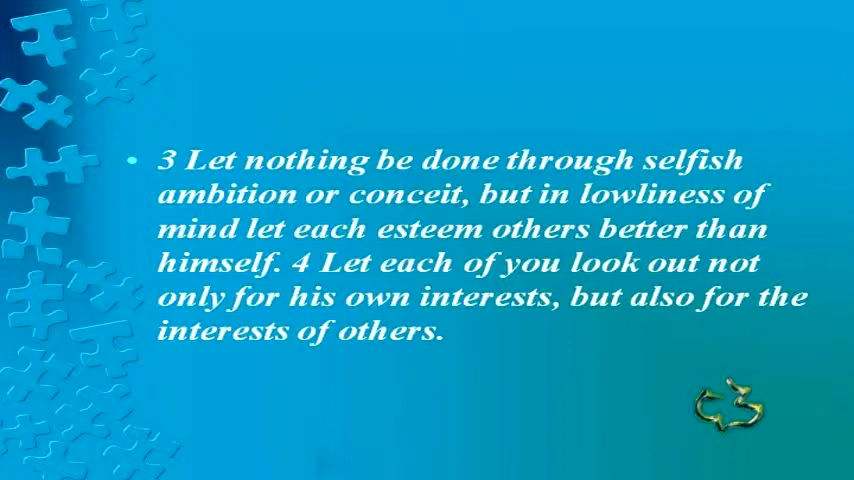 • 3 Let nothing be done through selfish
ambition or conceit, but in lowliness of
mind let each esteem others better than
himself. 4 Let each of you look out not
only for his own interests, but also for the
interests of others.